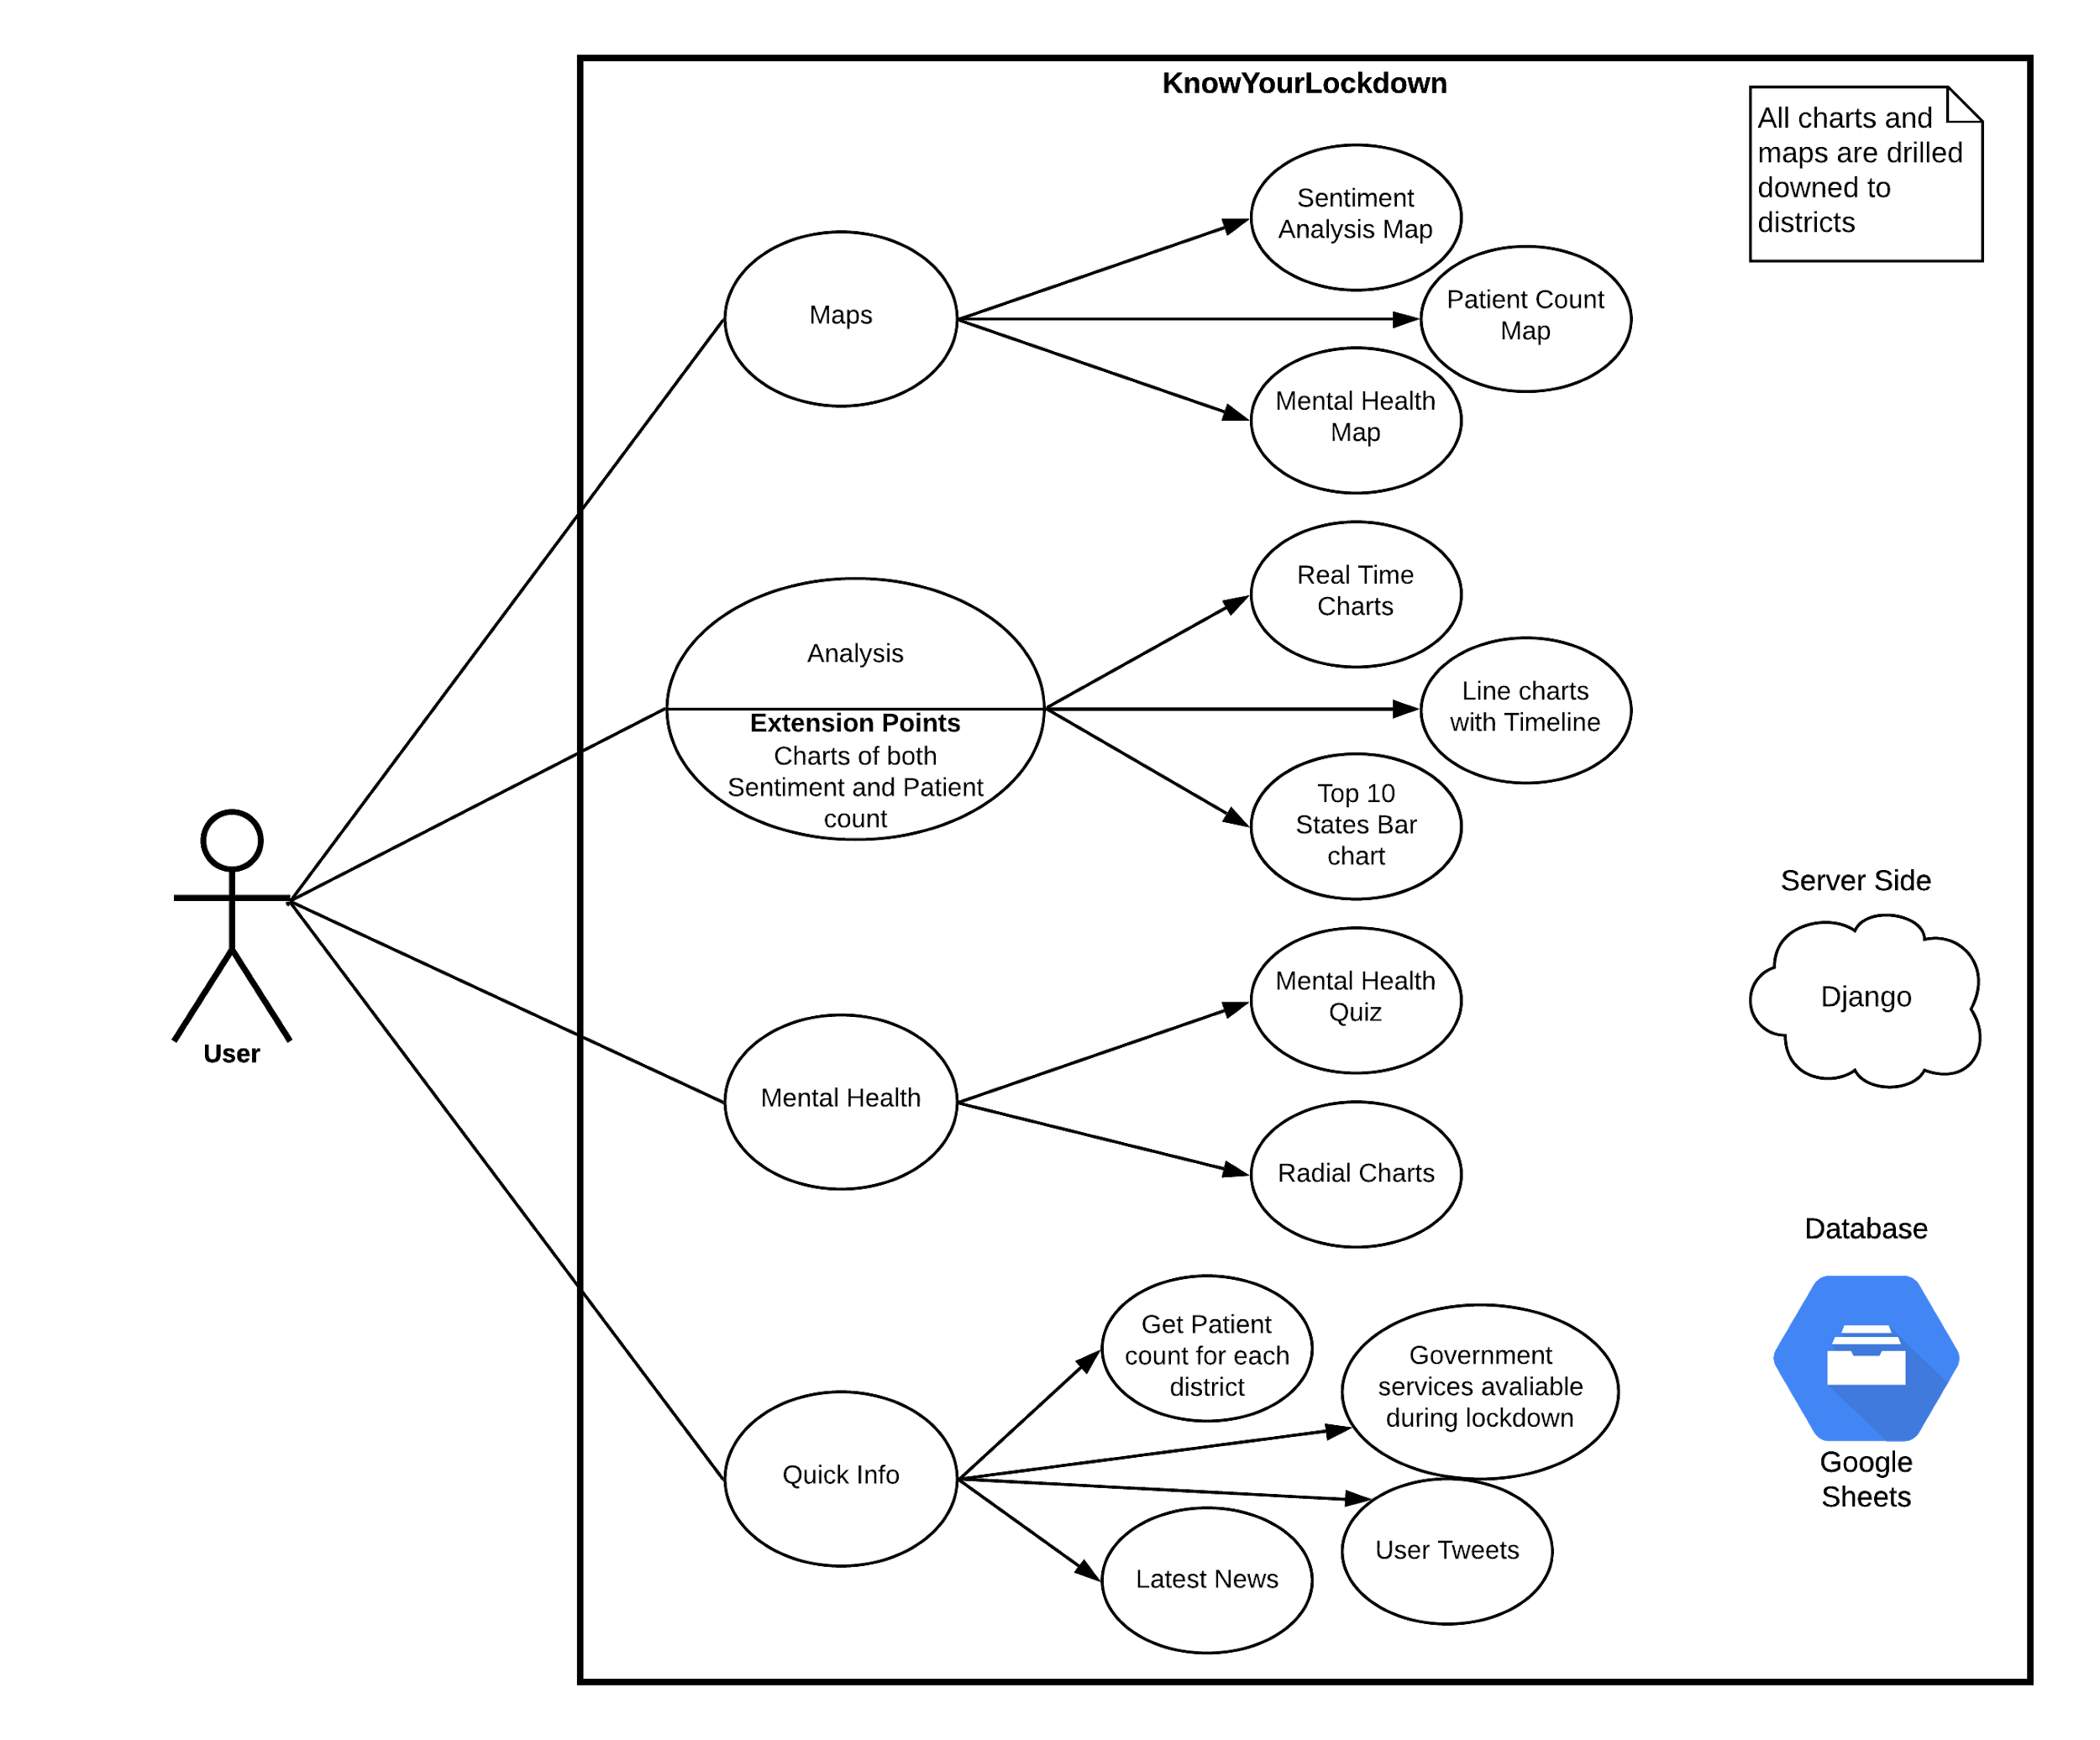 KnowYourLockdown
All charts and
maps are drilled
downed to
districts
Sentiment
Analysis Map
Maps
Patient Count
Map
Mental Health
Map
Real Time
Charts
Analysis
Extension Points
Charts of both
Sentiment and Patient
count
Line charts
with Timeline
Top 10
States Bar
chart
User
Server Side
Django
Mental Health
Quiz
Mental Health
Radial Charts
Database
Google
Sheets
Get Patient
count for each
district
Government
services avaliable
during lockdown
Quick Info
User Tweets
Latest News